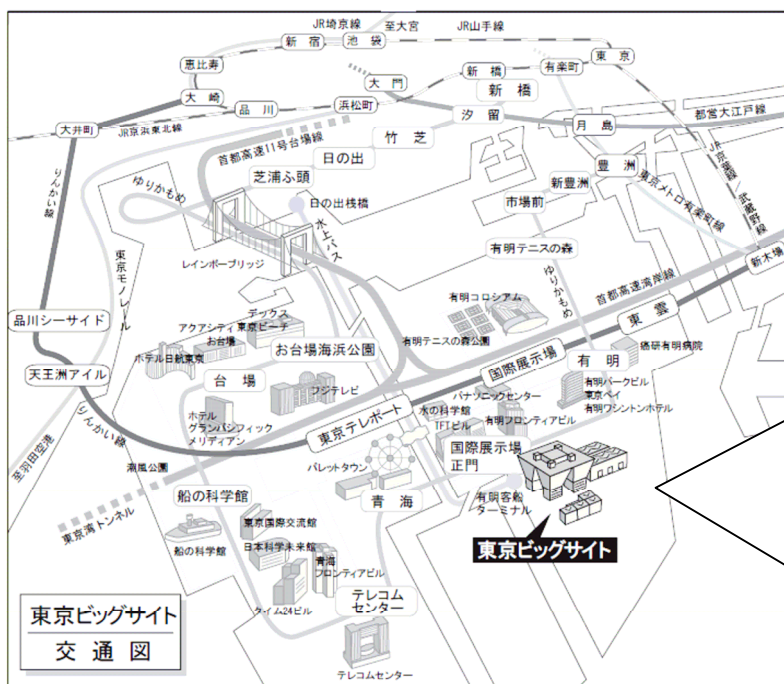 JR埼京線
至大宮
JR山手線
新宿
池袋
恵比寿
東京
有楽町
新橋
大門
新橋
大崎
品川
浜松町
汐留
月島
都営大江戸線
大井町
JR京浜東北線
首都高速11号台場線
竹芝
日の出
芝浦ふ頭
豊洲
新豊洲
JR京葉線/武蔵野線
東京メトロ有楽町線
りんかい線
ゆりかもめ
日の出桟橋
市場前
水上バス
レインボーブリッジ
有明テニスの森
新木場
東京モノレール
ゆりかもめ
首都高速湾岸線
品川シーサイド
デックス
東京ビーチ
アクアシティ
お台場
有明コロシアム
東雲
ホテル日航東京
お台場海浜公園
有明テニスの森公園
癌研有明病院
天王洲アイル
台場
フジテレビ
国際展示場
有明
パナソニックセンター
有明パークビル
東京ベイ
有明ワシントンホテル
ホテル
グランパシフィック
メリディアン
東京テレポート
水の科学館
TFTビル
有明フロンティアビル
りんかい線
至羽田空港
潮風公園
パレットタウン
国際展示場
正門
船の科学館
青海
有明客船
ターミナル
東京湾トンネル
東京国際交流館
船の科学館
日本科学未来館
青海
フロンティアビル
東京ビッグサイト
タイム24ビル
テレコム
センター
東京ビッグサイト
交通図
テレコムセンター